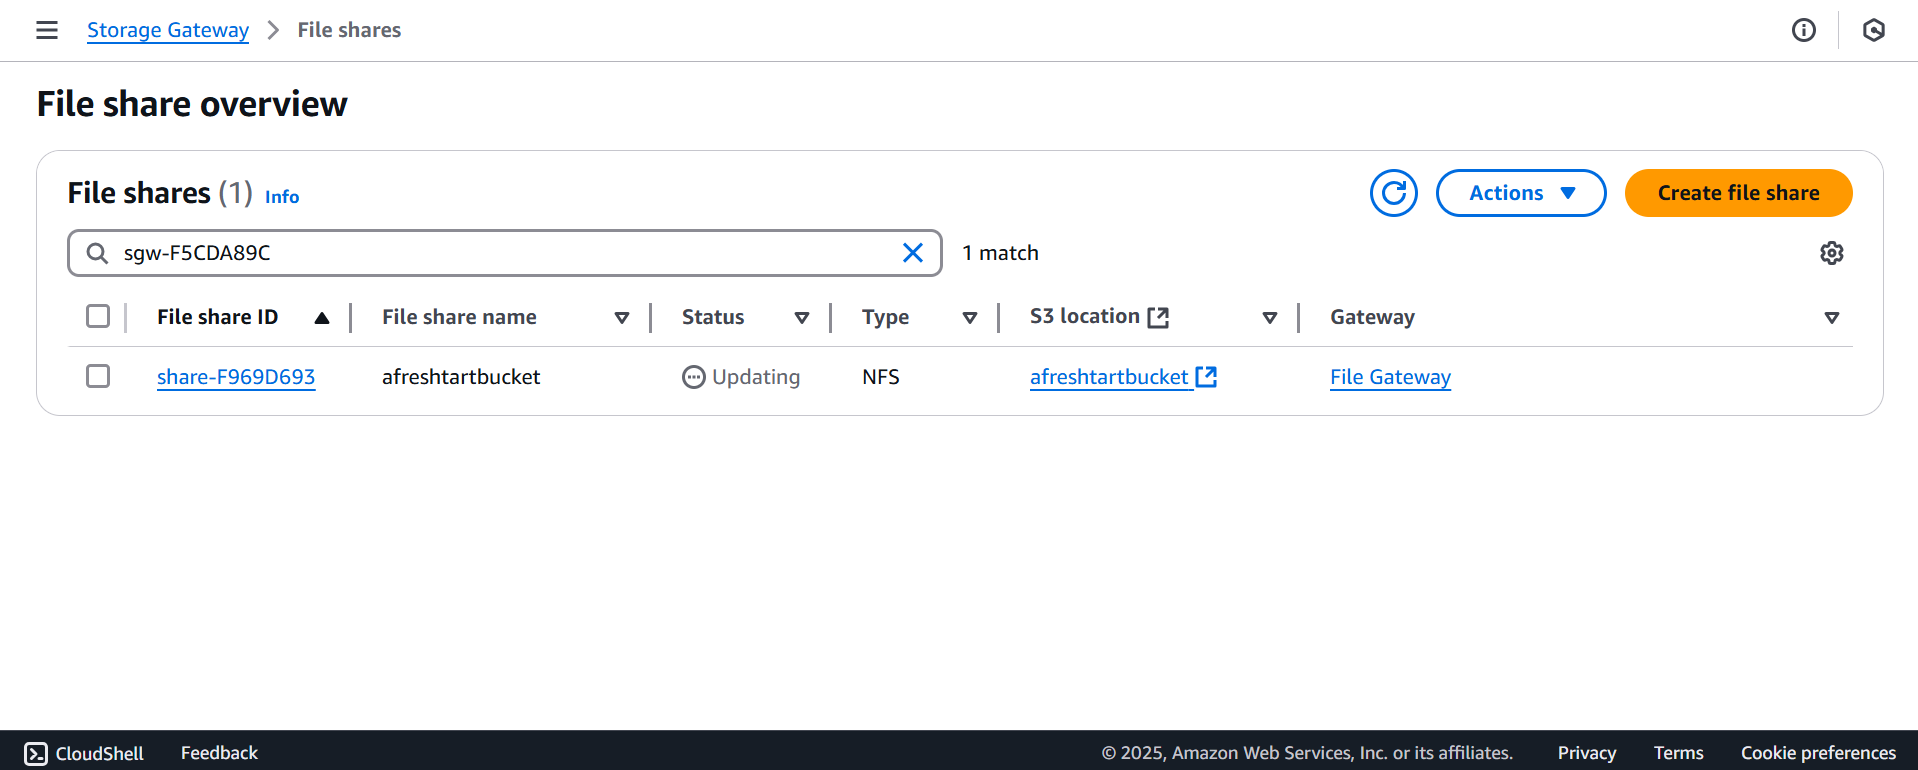 Storage Gateway File shares
File share overview
File shares (1) Info
Actions Create file share
sgw-F5CDA89C 1 match
File share ID File share name Status Type S3 location Gateway
share-F969D693 afreshtartbucket Updating NFS afreshtartbucket File Gateway
CloudShell Feedback © 2025, Amazon Web Services, Inc. or its affiliates. Privacy Terms Cookie preferences